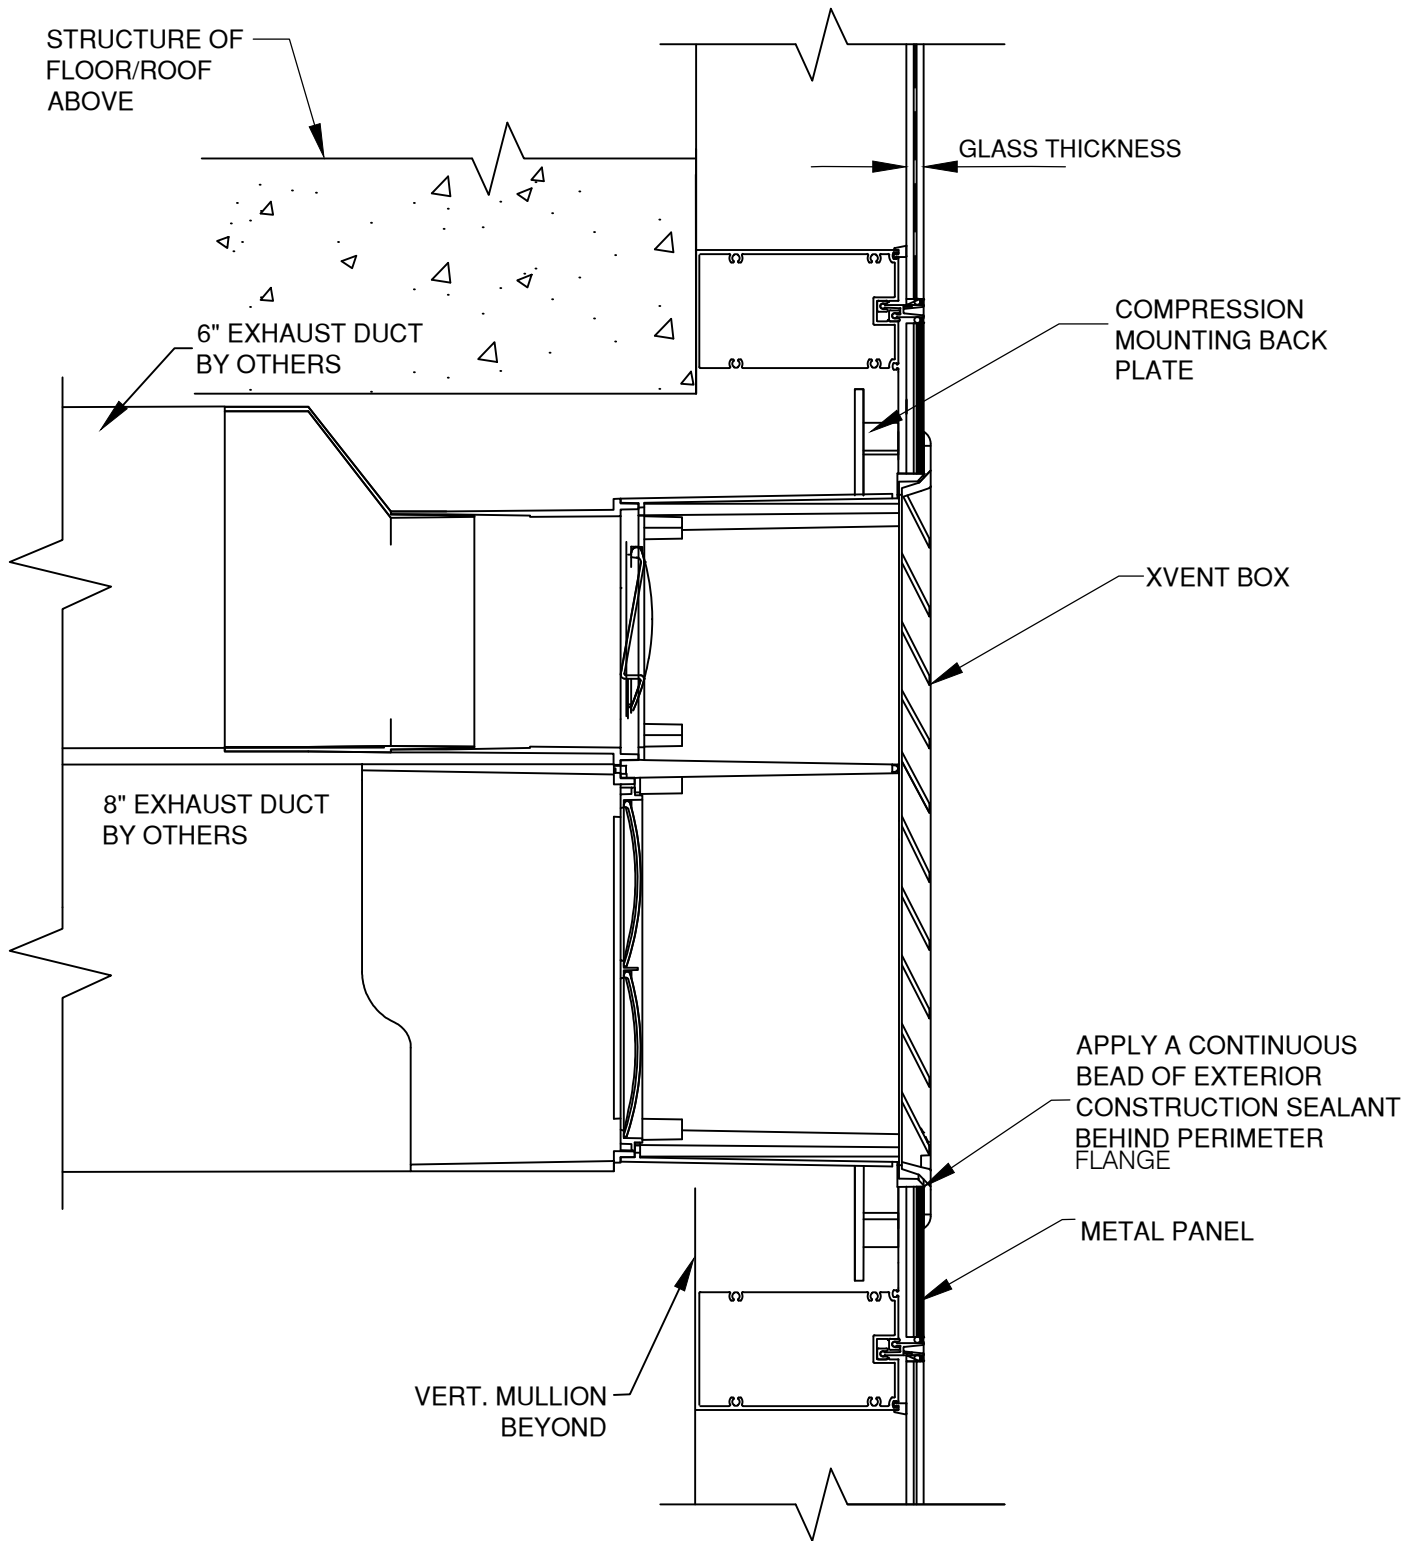 STRUCTURE OF
FLOOR/ROOF
ABOVE
GLASS THICKNESS
6" EXHAUST DUCT
BY OTHERS
COMPRESSION
MOUNTING BACK
PLATE
XVENT BOX
8" EXHAUST DUCT
BY OTHERS
APPLY A CONTINUOUS
BEAD OF EXTERIOR
CONSTRUCTION SEALANT
BEHIND PERIMETER
FLANGE
METAL PANEL
VERT. MULLION
BEYOND